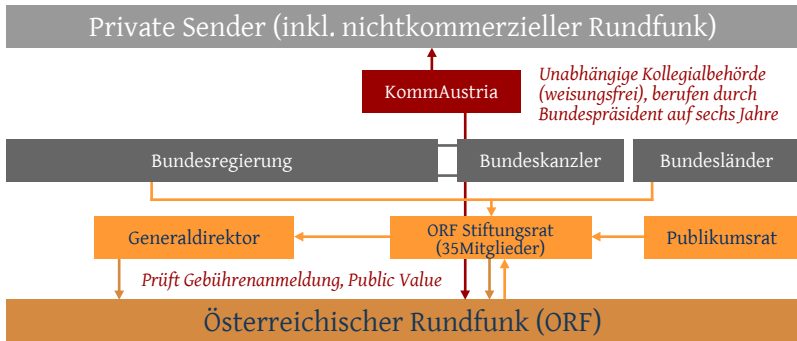 Private Sender (inkl. nichtkommerzieller Rundfunk)
KommAustria
Unabhängige Kollegialbehörde
(weisungsfrei), berufen durch
Bundespräsident auf sechs Jahre
Bundesregierung
Bundeskanzler
Bundesländer
Generaldirektor
ORF Stiftungsrat
(35Mitglieder)
Publikumsrat
Prüft Gebührenanmeldung, Public Value
Österreichischer Rundfunk (ORF)